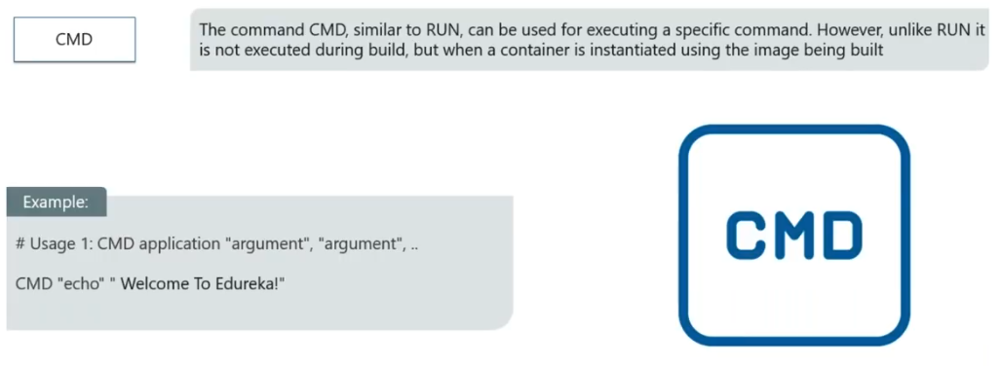 CMD
The command CMD, similar to RUN, can be used for executing a specific command. However, unlike RUN it
is not executed during build, but when a container is instantiated using the image being built
CMD
Example:
# Usage 1: CMD application "argument", "argument", ..
CMD "echo" " Welcome To Edureka!"